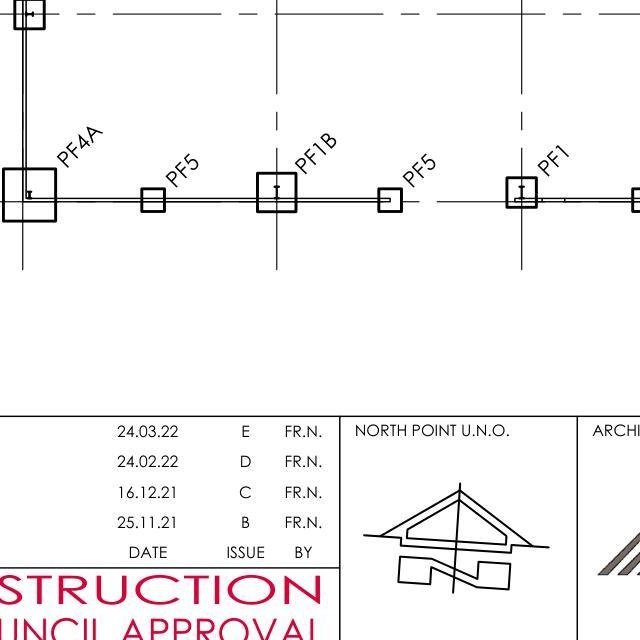 PF4A
PF5
PF1B
PF5
PF1
24.03.22 E FR.N.
24.02.22 D FR.N.
16.12.21 C FR.N.
25.11.21 B FR.N.
DATE ISSUE BY
NORTH POINT U.N.O.
ARCHI
STRUCTION
UNCIL APPROVAL